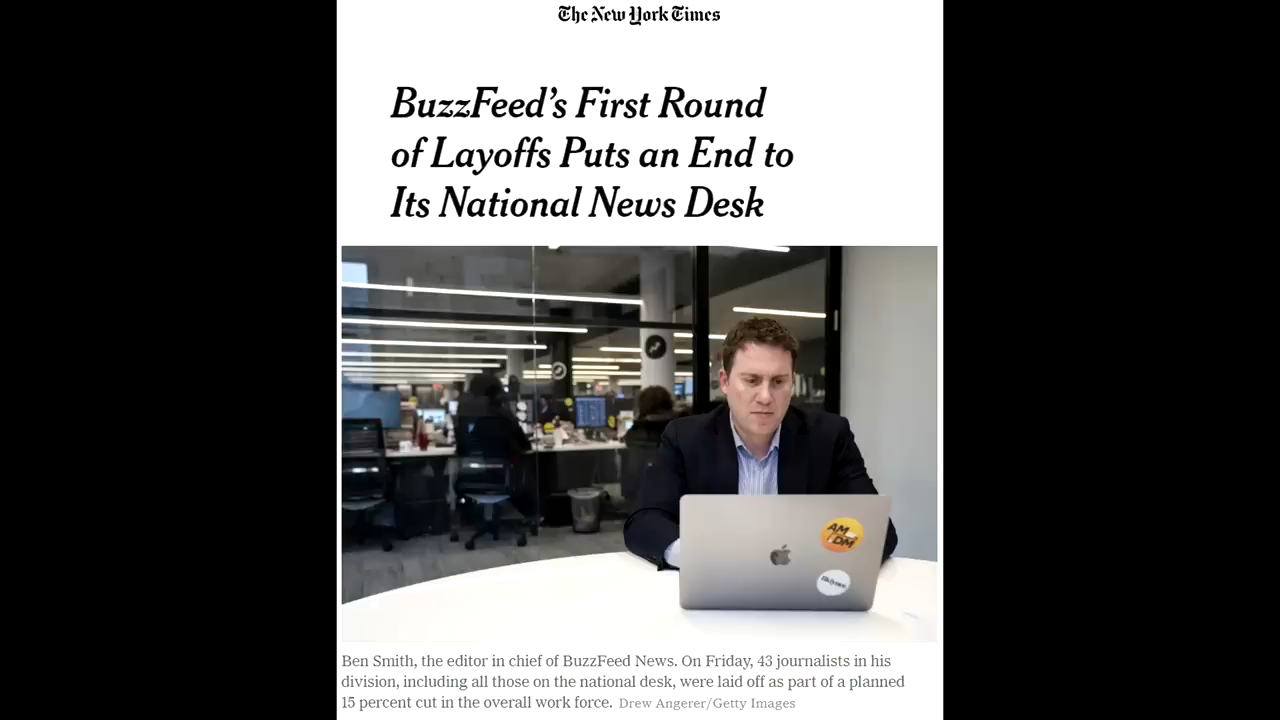 The New York Times
BuzzFeed's First Round
of Layoffs Puts an End to
Its National News Desk
AM
DM
Ben Smith, the editor in chief of BuzzFeed News. On Friday, 43 journalists in his
division, including all those on the national desk, were laid off as part of a planned
15 percent cut in the overall work force. Drew Angerer/Getty Images